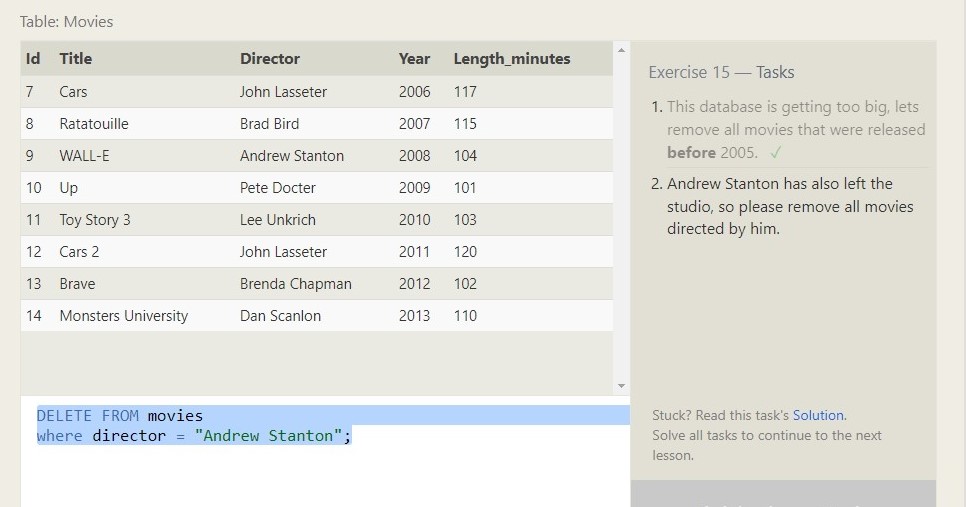 Table: Movies
Id Title Director Year Length_minutes
7 Cars John Lasseter 2006 117
8 Ratatouille Brad Bird 2007 115
9 WALL-E Andrew Stanton 2008 104
10 Up Pete Docter 2009 101
11 Toy Story 3 Lee Unkrich 2010 103
12 Cars 2 John Lasseter 2011 120
13 Brave Brenda Chapman 2012 102
14 Monsters University Dan Scanlon 2013 110
DELETE FROM movies
where director = "Andrew Stanton";
Exercise 15 — Tasks
1. This database is getting too big, lets
remove all movies that were released
before 2005. ✓
2. Andrew Stanton has also left the
studio, so please remove all movies
directed by him.
Stuck? Read this task's Solution.
Solve all tasks to continue to the next
lesson.